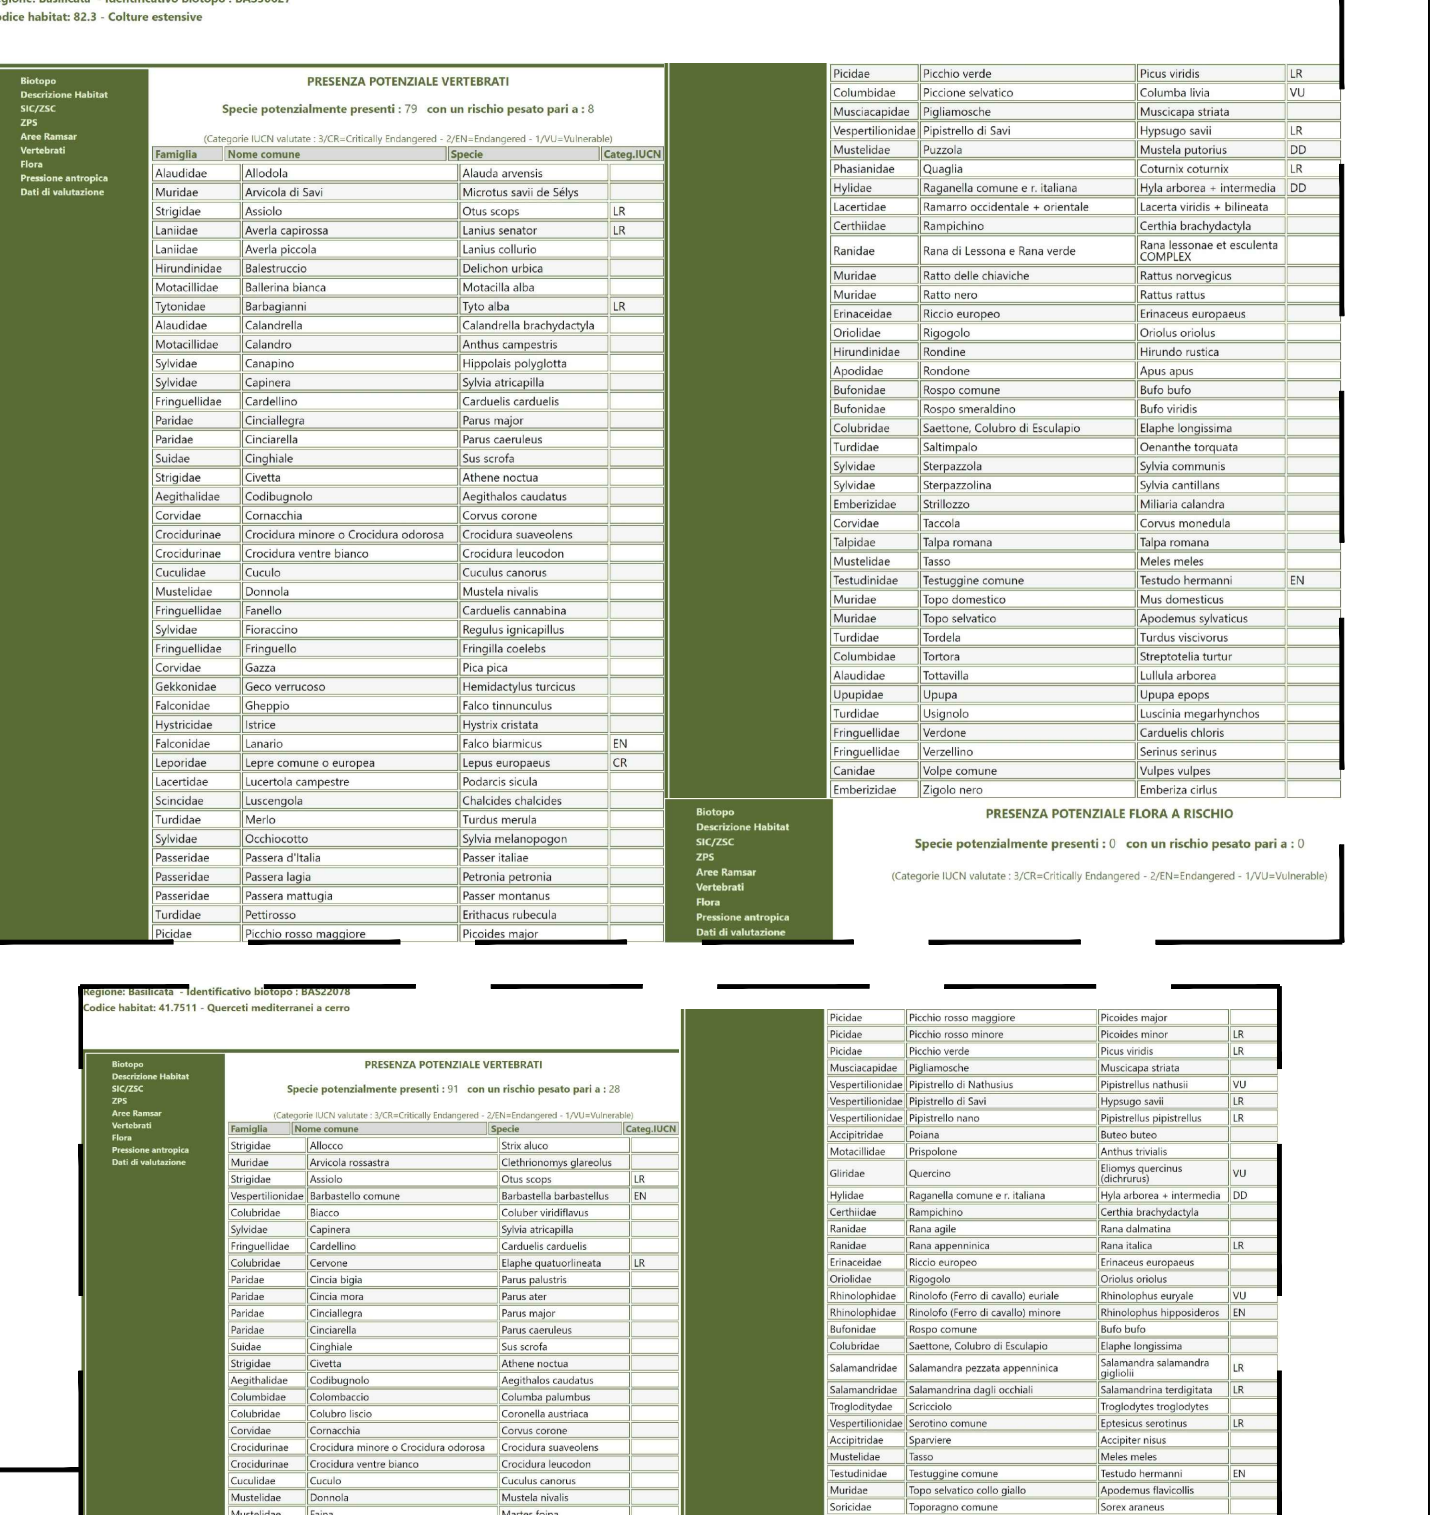 Codice habitat: 82.3 - Colture estensive
Biotopo
Descrizione Habitat
SIC/ZSC
ZPS
Aree Ramsar
Vertebrati
Flora
Pressione antropica
Dati di valutazione
PRESENZA POTENZIALE VERTEBRATI
Specie potenzialmente presenti : 79 con un rischio pesato pari a : 8
(Categorie IUCN valutate : 3/CR=Critically Endangered - 2/EN=Endangered - 1/VU=Vulnerable)
Famiglia Nome comune Specie Categ.IUCN
Alaudidae Allodola Alauda arvensis
Muridae Arvicola di Savi Microtus savii de Sélys
Strigidae Assiolo Otus scops LR
Laniidae Averla capirossa Lanius senator LR
Laniidae Averla piccola Lanius collurio
Hirundinidae Balestruccio Delichon urbica
Motacillidae Ballerina bianca Motacilla alba
Tytonidae Barbagianni Tyto alba LR
Alaudidae Calandrella Calandrella brachydactyla
Motacillidae Calandro Anthus campestris
Sylvidae Canapino Hippolais polyglotta
Sylvidae Capinera Sylvia atricapilla
Fringuellidae Cardellino Carduelis carduelis
Paridae Cinciallegra Parus major
Paridae Cinciarella Parus caeruleus
Suidae Cinghiale Sus scrofa
Strigidae Civetta Athene noctua
Aegithalidae Codibugnolo Aegithalos caudatus
Corvidae Cornacchia Corvus corone
Crocidurinae Crocidura minore o Crocidura odorosa Crocidura suaveolens
Crocidurinae Crocidura ventre bianco Crocidura leucodon
Cuculidae Cuculo Cuculus canorus
Mustelidae Donnola Mustela nivalis
Fringuellidae Fanello Carduelis cannabina
Sylvidae Fioraccino Regulus ignicapillus
Fringuellidae Fringuello Fringilla coelebs
Corvidae Gazza Pica pica
Gekkonidae Geco verrucoso Hemidactylus turcicus
Falconidae Gheppio Falco tinnunculus
Hystricidae Istrice Hystrix cristata
Falconidae Lanario Falco biarmicus EN
Leporidae Lepre comune o europea Lepus europaeus CR
Lacertidae Lucertola campestre Podarcis sicula
Scincidae Luscengola Chalcides chalcides
Turdidae Merlo Turdus merula
Sylvidae Occhiocotto Sylvia melanopogon
Passeridae Passera d'Italia Passer italiae
Passeridae Passera lagia Petronia petronia
Passeridae Passera mattugia Passer montanus
Turdidae Pettirosso Erithacus rubecula
Picidae Picchio rosso maggiore Picoides major
Picidae Picchio verde Picus viridis LR
Columbidae Piccione selvatico Columba livia VU
Musciacapidae Pigliamosche Muscicapa striata
Vespertilionidae Pipistrello di Savi Hypsugo savii LR
Mustelidae Puzzola Mustela putorius DD
Phasianidae Quaglia Coturnix coturnix LR
Hylidae Raganella comune e r. italiana Hyla arborea + intermedia DD
Lacertidae Ramarro occidentale + orientale Lacerta viridis + bilineata
Certhiidae Rampichino Certhia brachydactyla
Ranidae Rana di Lessona e Rana verde Rana lessonae et esculenta COMPLEX
Muridae Ratto delle chiaviche Rattus norvegicus
Muridae Ratto nero Rattus rattus
Erinaceidae Riccio europeo Erinaceus europaeus
Oriolidae Rigogolo Oriolus oriolus
Hirundinidae Rondine Hirundo rustica
Apodidae Rondone Apus apus
Bufonidae Rospo comune Bufo bufo
Bufonidae Rospo smeraldino Bufo viridis
Colubridae Saettone, Colubro di Esculapio Elaphe longissima
Turdidae Saltimpalo Oenanthe torquata
Sylvidae Sterpazzola Sylvia communis
Sylvidae Sterpazzolina Sylvia cantillans
Emberizidae Strillozzo Miliaria calandra
Corvidae Taccola Corvus monedula
Talpidae Talpa romana Talpa romana
Mustelidae Tasso Meles meles
Testudinidae Testuggine comune Testudo hermanni EN
Muridae Topo domestico Mus domesticus
Muridae Topo selvatico Apodemus sylvaticus
Turdidae Tordela Turdus viscivorus
Columbidae Tortora Streptotelia turtur
Alaudidae Tottavilla Lullula arborea
Upupidae Upupa Upupa epops
Turdidae Usignolo Luscinia megarhynchos
Fringuellidae Verdone Carduelis chloris
Fringuellidae Verzellino Serinus serinus
Canidae Volpe comune Vulpes vulpes
Emberizidae Zigolo nero Emberiza cirlus
Biotopo
Descrizione Habitat
SIC/ZSC
ZPS
Aree Ramsar
Vertebrati
Flora
Pressione antropica
Dati di valutazione
PRESENZA POTENZIALE FLORA A RISCHIO
Specie potenzialmente presenti : 0 con un rischio pesato pari a : 0
(Categorie IUCN valutate : 3/CR=Critically Endangered - 2/EN=Endangered - 1/VU=Vulnerable)
Regione: Basilicata - Identificativo biotopo : BAS22078
Codice habitat: 41.7511 - Querceti mediterranei a cerro
Biotopo
Descrizione Habitat
SIC/ZSC
ZPS
Aree Ramsar
Vertebrati
Flora
Pressione antropica
Dati di valutazione
PRESENZA POTENZIALE VERTEBRATI
Specie potenzialmente presenti : 91 con un rischio pesato pari a : 28
(Categorie IUCN valutate : 3/CR=Critically Endangered - 2/EN=Endangered - 1/VU=Vulnerable)
Famiglia Nome comune Specie Categ.IUCN
Strigidae Allocco Strix aluco
Muridae Arvicola rossastra Clethrionomys glareolus
Strigidae Assiolo Otus scops LR
Vespertilionidae Barbastello comune Barbastella barbastellus EN
Colubridae Biacco Coluber viridiflavus
Sylvidae Capinera Sylvia atricapilla
Fringuellidae Cardellino Carduelis carduelis
Colubridae Cervone Elaphe quatuorlineata LR
Paridae Cincia bigia Parus palustris
Paridae Cincia mora Parus ater
Paridae Cinciallegra Parus major
Paridae Cinciarella Parus caeruleus
Suidae Cinghiale Sus scrofa
Strigidae Civetta Athene noctua
Aegithalidae Codibugnolo Aegithalos caudatus
Columbidae Colombaccio Columba palumbus
Colubridae Colubro liscio Coronella austriaca
Corvidae Cornacchia Corvus corone
Crocidurinae Crocidura minore o Crocidura odorosa Crocidura suaveolens
Crocidurinae Crocidura ventre bianco Crocidura leucodon
Cuculidae Cuculo Cuculus canorus
Mustelidae Donnola Mustela nivalis
Mustelidae Faina Martes foina
Picidae Picchio rosso maggiore Picoides major
Picidae Picchio rosso minore Picoides minor LR
Picidae Picchio verde Picus viridis LR
Musciacapidae Pigliamosche Muscicapa striata
Vespertilionidae Pipistrello di Nathusius Pipistrellus nathusii VU
Vespertilionidae Pipistrello di Savi Hypsugo savii LR
Vespertilionidae Pipistrello nano Pipistrellus pipistrellus LR
Accipitridae Poiana Buteo buteo
Motacillidae Prispolone Anthus trivialis
Gliridae Quercino Eliomys quercinus (dichrurus) VU
Hylidae Raganella comune e r. italiana Hyla arborea + intermedia DD
Certhiidae Rampichino Certhia brachydactyla
Ranidae Rana agile Rana dalmatina
Ranidae Rana appenninica Rana italica LR
Erinaceidae Riccio europeo Erinaceus europaeus
Oriolidae Rigogolo Oriolus oriolus
Rhinolophidae Rinolofo (Ferro di cavallo) euriale Rhinolophus euryale VU
Rhinolophidae Rinolofo (Ferro di cavallo) minore Rhinolophus hipposideros EN
Bufonidae Rospo comune Bufo bufo
Colubridae Saettone, Colubro di Esculapio Elaphe longissima
Salamandridae Salamandra pezzata appenninica Salamandra salamandra gigliolii LR
Salamandridae Salamandrina dagli occhiali Salamandrina terdigitata LR
Trogloditydae Scricciolo Troglodytes troglodytes
Vespertilionidae Serotino comune Eptesicus serotinus LR
Accipitridae Sparviere Accipiter nisus
Mustelidae Tasso Meles meles
Testudinidae Testuggine comune Testudo hermanni EN
Muridae Topo selvatico collo giallo Apodemus flavicollis
Soricidae Toporagno comune Sorex araneus